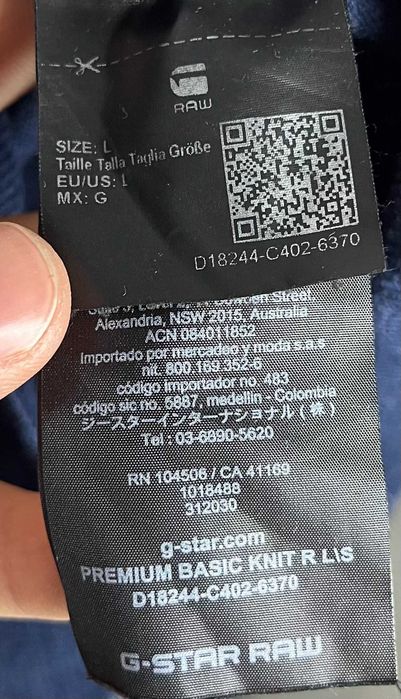 RAW
SIZE: L
Taille Talla Taglia Größe
EU/US: L
MX: G
D18244-C402-6370
Street
Alexandria, NSW 2015, Australia
ACN 084011852
Importado por mercadeo y moda s.a.s
nit. 800.189.352-6
código importador no. 483
código sic no. 5887, medellin - Colombia
ジースターインターナショナル(株)
Tel : 03-6890-5620
RN 104506 / CA 41169
1018488
312030
g-star.com
PREMIUM BASIC KNIT R L\S
D18244-C402-6370
G-STAR RAW